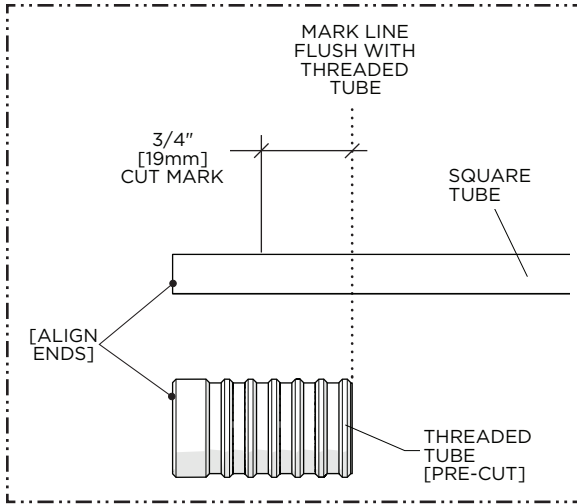 MARK LINE
FLUSH WITH
THREADED
TUBE
3/4"
[19mm]
CUT MARK
SQUARE
TUBE
[ALIGN
ENDS]
THREADED
TUBE
[PRE-CUT]